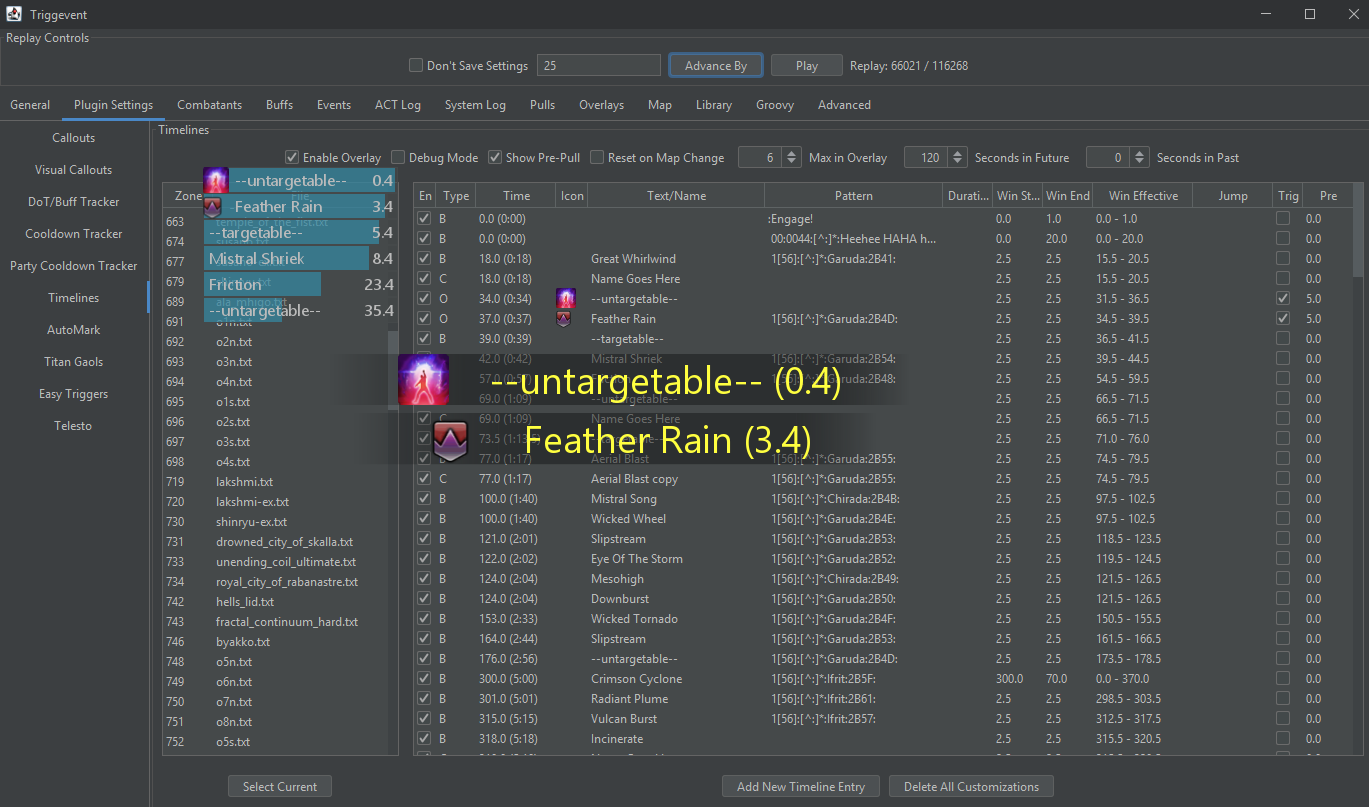 Triggevent
Replay Controls
Don't Save Settings 25 Advance By Play Replay: 66021 / 116268
General Plugin Settings Combatants Buffs Events ACT Log System Log Pulls Overlays Map Library Groovy Advanced
Callouts
Visual Callouts
DoT/Buff Tracker
Cooldown Tracker
Party Cooldown Tracker
Timelines
AutoMark
Titan Gaols
Easy Triggers
Telesto
Timelines
Enable Overlay Debug Mode Show Pre-Pull Reset on Map Change 6 Max in Overlay 120 Seconds in Future 0 Seconds in Past
--untargetable-- 0.4
Feather Rain 3.4
--targetable-- 5.4
Mistral Shriek 8.4
Friction 23.4
--untargetable-- 35.4
Zone File
663 temple_of_the_fist.txt
674 susano.txt
677
679
689 ala_mhigo.txt
691 o1n.txt
692 o2n.txt
693 o3n.txt
694 o4n.txt
695 o1s.txt
696 o2s.txt
697 o3s.txt
698 o4s.txt
719 lakshmi.txt
720 lakshmi-ex.txt
730 shinryu-ex.txt
731 drowned_city_of_skalla.txt
733 unending_coil_ultimate.txt
734 royal_city_of_rabanastre.txt
742 hells_lid.txt
743 fractal_continuum_hard.txt
746 byakko.txt
748 o5n.txt
749 o6n.txt
750 o7n.txt
751 o8n.txt
752 o5s.txt
Select Current
En Type Time Icon Text/Name Pattern Durati... Win St... Win End Win Effective Jump Trig Pre
B 0.0 (0:00) :Engage! 0.0 1.0 0.0 - 1.0 0.0
B 0.0 (0:00) 00:0044:[^:]*:Heehee HAHA h... 0.0 20.0 0.0 - 20.0 0.0
B 18.0 (0:18) Great Whirlwind 1[56]:[^:]*:Garuda:2B41: 2.5 2.5 15.5 - 20.5 0.0
C 18.0 (0:18) Name Goes Here 2.5 2.5 15.5 - 20.5 0.0
O 34.0 (0:34) --untargetable-- 2.5 2.5 31.5 - 36.5 5.0
O 37.0 (0:37) Feather Rain 1[56]:[^:]*:Garuda:2B4D: 2.5 2.5 34.5 - 39.5 5.0
B 39.0 (0:39) --targetable-- 2.5 2.5 36.5 - 41.5 0.0
42.0 (0:42) Mistral Shriek 1[56]:[^:]*:Garuda:2B54: 2.5 2.5 39.5 - 44.5 0.0
--untargetable-- (0.4)
57.0 1[56]:[^:]*:Garuda:2B48: 2.5 2.5 54.5 - 59.5 0.0
69.0 (1:09) --untargetable-- 2.5 2.5 66.5 - 71.5 0.0
C 69.0 (1:09) Name Goes Here 2.5 2.5 66.5 - 71.5 0.0
Feather Rain (3.4)
73.5 2.5 2.5 71.0 - 76.0 0.0
B 77.0 (1:17) Aerial Blast 1[56]:[^:]*:Garuda:2B55: 2.5 2.5 74.5 - 79.5 0.0
C 77.0 (1:17) Aerial Blast copy 1[56]:[^:]*:Garuda:2B55: 2.5 2.5 74.5 - 79.5 0.0
B 100.0 (1:40) Mistral Song 1[56]:[^:]*:Chirada:2B4B: 2.5 2.5 97.5 - 102.5 0.0
B 100.0 (1:40) Wicked Wheel 1[56]:[^:]*:Garuda:2B4E: 2.5 2.5 97.5 - 102.5 0.0
B 121.0 (2:01) Slipstream 1[56]:[^:]*:Garuda:2B53: 2.5 2.5 118.5 - 123.5 0.0
B 122.0 (2:02) Eye Of The Storm 1[56]:[^:]*:Garuda:2B52: 2.5 2.5 119.5 - 124.5 0.0
B 124.0 (2:04) Mesohigh 1[56]:[^:]*:Chirada:2B49: 2.5 2.5 121.5 - 126.5 0.0
B 124.0 (2:04) Downburst 1[56]:[^:]*:Garuda:2B50: 2.5 2.5 121.5 - 126.5 0.0
B 153.0 (2:33) Wicked Tornado 1[56]:[^:]*:Garuda:2B4F: 2.5 2.5 150.5 - 155.5 0.0
B 164.0 (2:44) Slipstream 1[56]:[^:]*:Garuda:2B53: 2.5 2.5 161.5 - 166.5 0.0
B 176.0 (2:56) --untargetable-- 1[56]:[^:]*:Garuda:2B4D: 2.5 2.5 173.5 - 178.5 0.0
B 300.0 (5:00) Crimson Cyclone 1[56]:[^:]*:Ifrit:2B5F: 300.0 70.0 0.0 - 370.0 0.0
B 301.0 (5:01) Radiant Plume 1[56]:[^:]*:Ifrit:2B61: 2.5 2.5 298.5 - 303.5 0.0
B 315.0 (5:15) Vulcan Burst 1[56]:[^:]*:Ifrit:2B57: 2.5 2.5 312.5 - 317.5 0.0
B 318.0 (5:18) Incinerate 2.5 2.5 315.5 - 320.5 0.0
Add New Timeline Entry Delete All Customizations